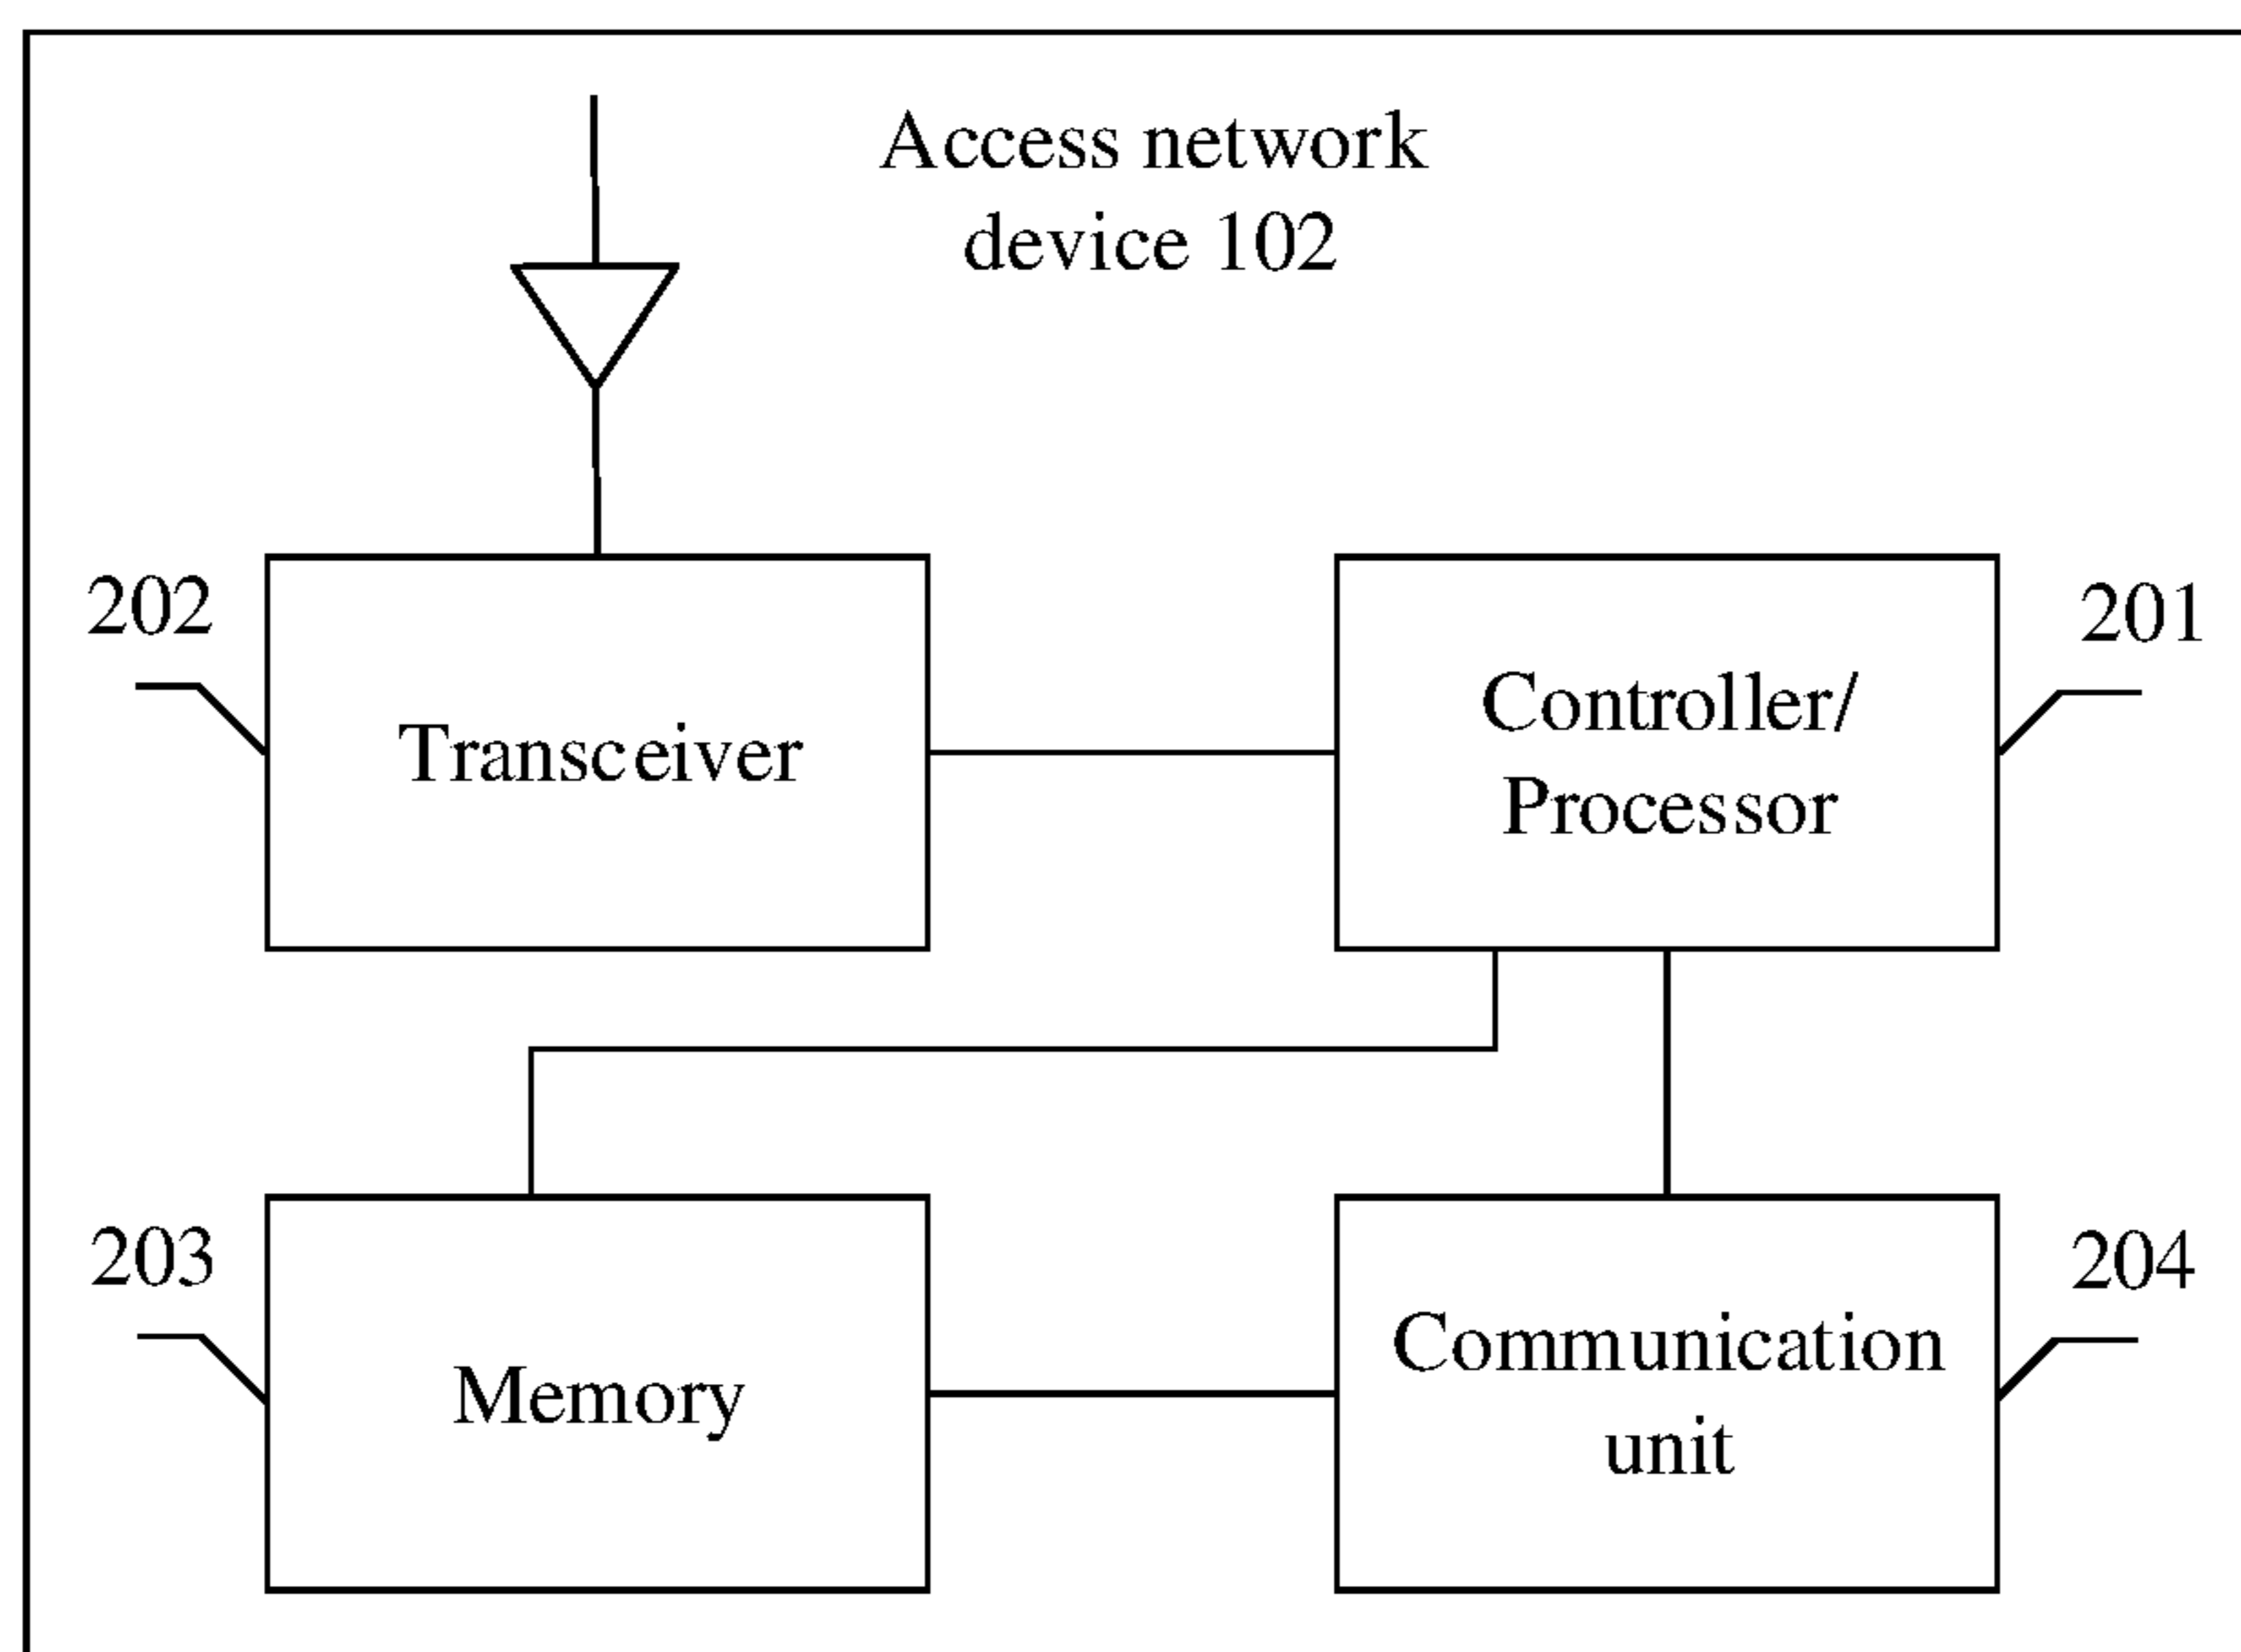 Access network
device 102
202
Transceiver
Controller/
Processor
201
203
Memory
Communication
unit
204